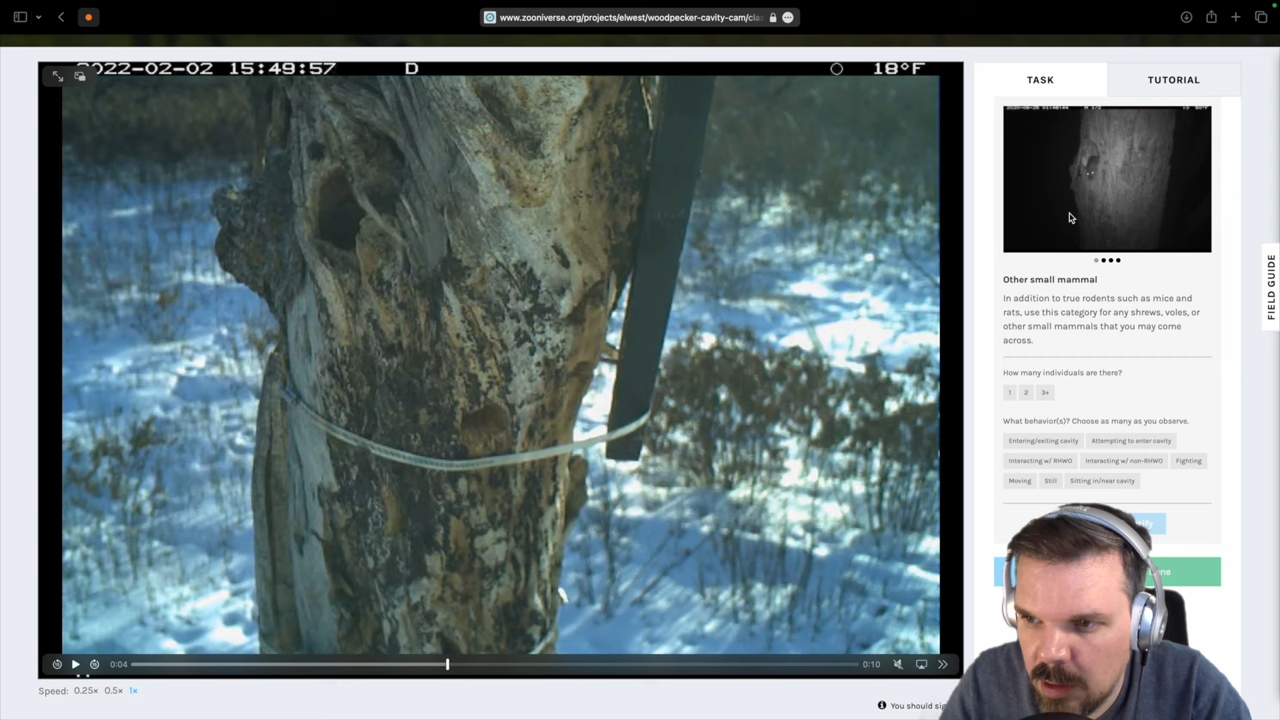 www.zooniverse.org/projects/elwest/woodpecker-cavity-cam/cla
2022-02-02 15:49:57 D 18°F
TASK
TUTORIAL
FIELD GUIDE
Other small mammal
In addition to true rodents such as mice and
rats, use this category for any shrews, voles, or
other small mammals that you may come
across.
How many individuals are there?
1 2 3+
What behavior(s)? Choose as many as you observe.
Entering/exiting cavity Attempting to enter cavity
Interacting w/ RHWO Interacting w/ non-RHWO Fighting
Moving Still Sitting in/near cavity
0:04
0:10
Speed: 0.25× 0.5× 1×
You should